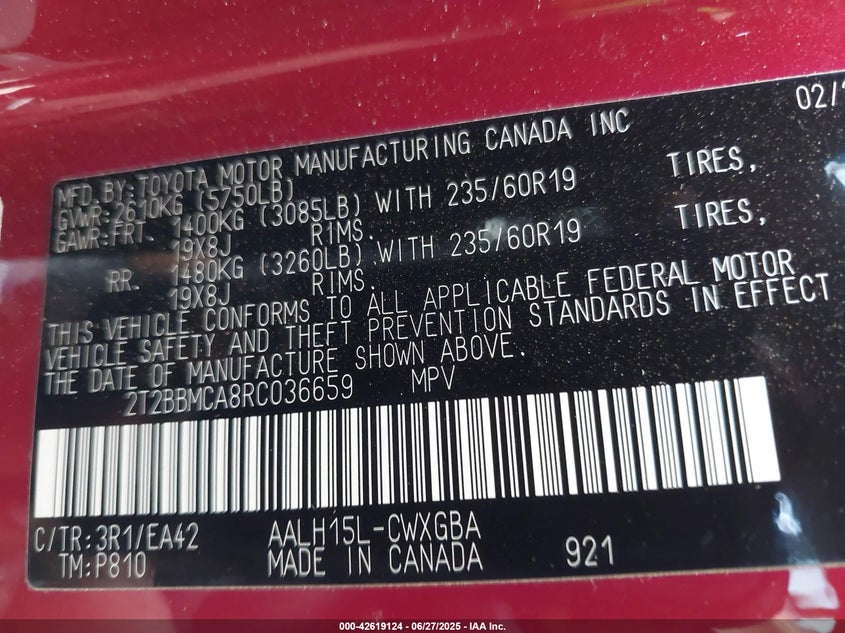 02/
MFD.BY:TOYOTA MOTOR MANUFACTURING CANADA INC
GVWR:2610KG (5750LB)
GAWR:FRT. 1400KG (3085LB) WITH 235/60R19 TIRES,
19X8J RIMS.
RR. 1480KG (3260LB) WITH 235/60R19 TIRES,
19X8J RIMS.
THIS VEHICLE CONFORMS TO ALL APPLICABLE FEDERAL MOTOR
VEHICLE SAFETY AND THEFT PREVENTION STANDARDS IN EFFECT
THE DATE OF MANUFACTURE SHOWN ABOVE.
2T2BBMCA8RC036659 MPV
C/TR:3R1/EA42 AALH15L-CWXGBA
TM:P810 MADE IN CANADA 921
000-42619124 | 06/27/2025 - IAA Inc.